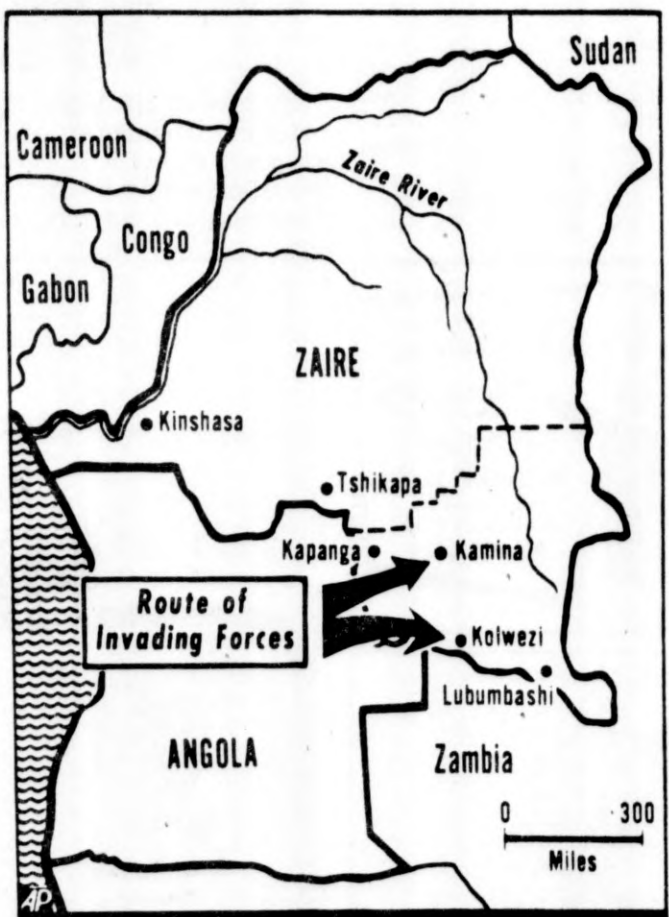 Sudan
Cameroon
Zaire River
Congo
Gabon
ZAIRE
Kinshasa
Tshikapa
Kapanga
Kamina
Route of
Invading Forces
Kolwezi
Lubumbashi
ANGOLA
Zambia
0 300
Miles
AP